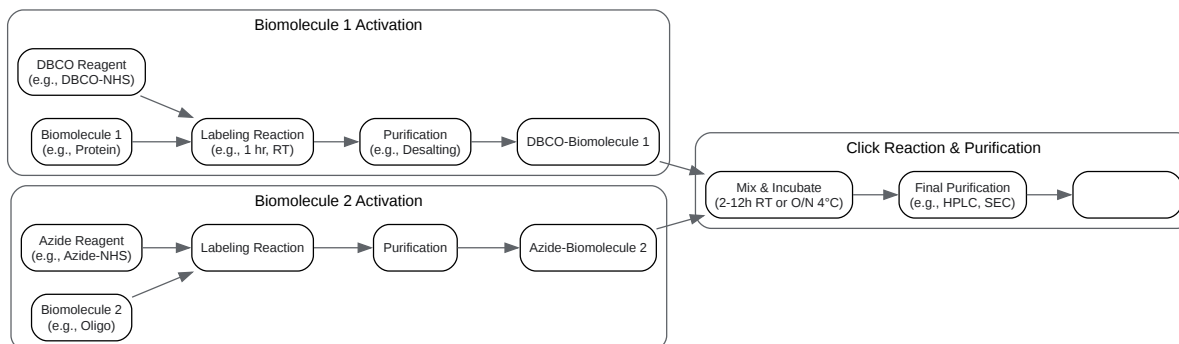 Biomolecule 1 Activation
DBCO Reagent
(e.g., DBCO-NHS)
Biomolecule 1
(e.g., Protein)
Labeling Reaction
(e.g., 1 hr, RT)
Purification
(e.g., Desalting)
DBCO-Biomolecule 1
Biomolecule 2 Activation
Azide Reagent
(e.g., Azide-NHS)
Biomolecule 2
(e.g., Oligo)
Labeling Reaction
Purification
Azide-Biomolecule 2
Click Reaction & Purification
Mix & Incubate
(2-12h RT or O/N 4°C)
Final Purification
(e.g., HPLC, SEC)